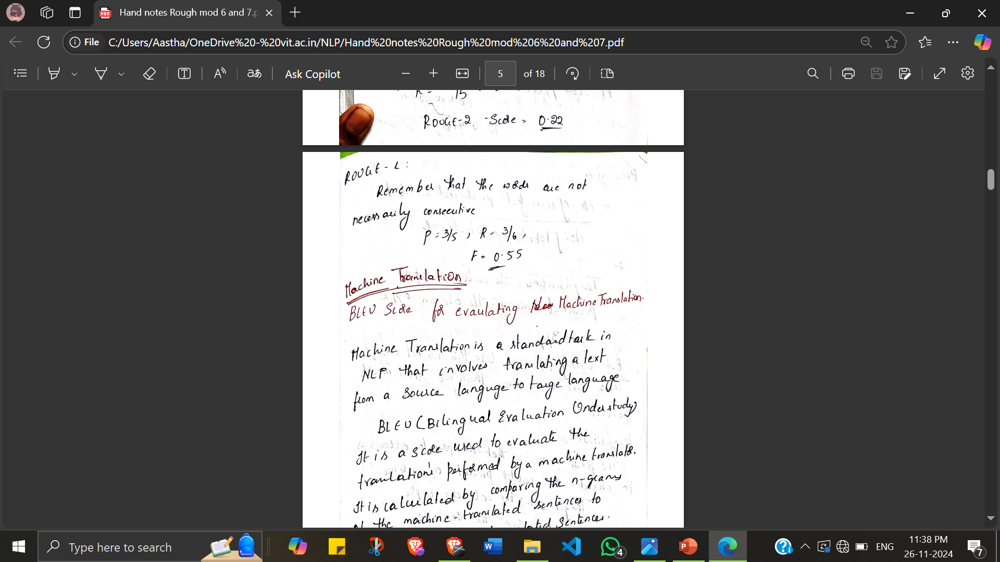 Hand notes Rough mod 6 and 7.p
File C:/Users/Aastha/OneDrive%20-%20vit.ac.in/NLP/Hand%20notes%20Rough%20mod%206%20and%207.pdf
Ask Copilot 5 of 18
15
ROUGE-2 -Score = 0.22
ROUGE-L:
Remember that the words are not
necessarily consecutive
P = 3/5, R = 3/6,
F = 0.55
Machine Translation
BLEU Score for evaulating Machine Translation.
Machine Translation is a standard task in
NLP that involves translating a text
from a source languge to targe language
BLEU (Bilingual Evaluation Understudy)
It is a score used to evaluate the
translations performed by a machine translator.
It is calculated by comparing the n-grams
of the machine-translated sentences to
sentences.
Type here to search
4
ENG
11:38 PM
26-11-2024
7